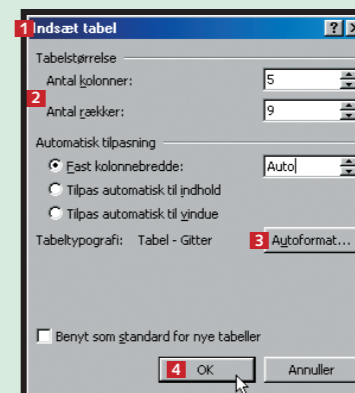 1 Indsæt tabel ?
Tabelstørrelse
Antal kolonner: 5
2
Antal rækker: 9
Automatisk tilpasning
Fast kolonnebredde: Auto
Tilpas automatisk til indhold
Tilpas automatisk til vindue
Tabeltypografi: Tabel - Gitter 3 Autoformat...
Benyt som standard for nye tabeller
4 OK Annuller